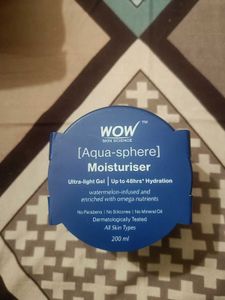 WOW™
SKIN SCIENCE
[Aqua-sphere]
Moisturiser
Ultra-light Gel | Up to 48hrs* Hydration
watermelon-infused and
enriched with omega nutrients
No Parabens | No Silicones | No Mineral Oil
Dermatologically Tested
All Skin Types
200 ml